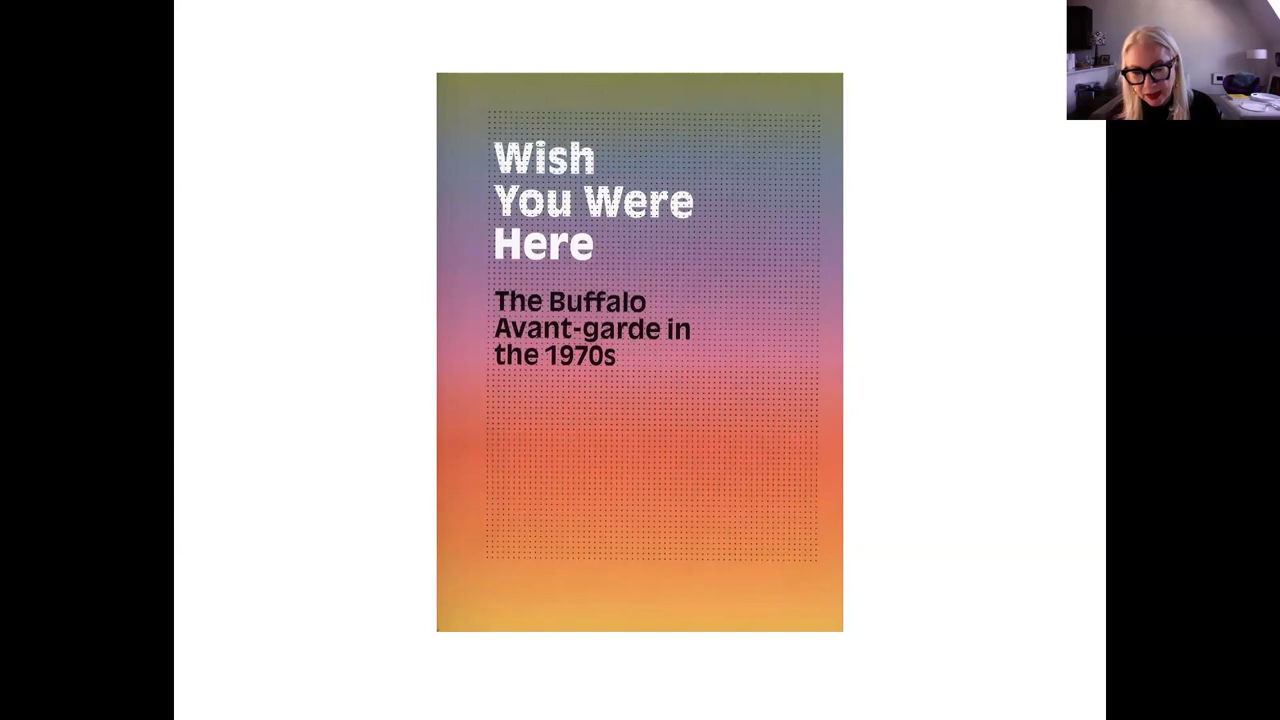 Wish
You Were
Here
The Buffalo
Avant-garde in
the 1970s